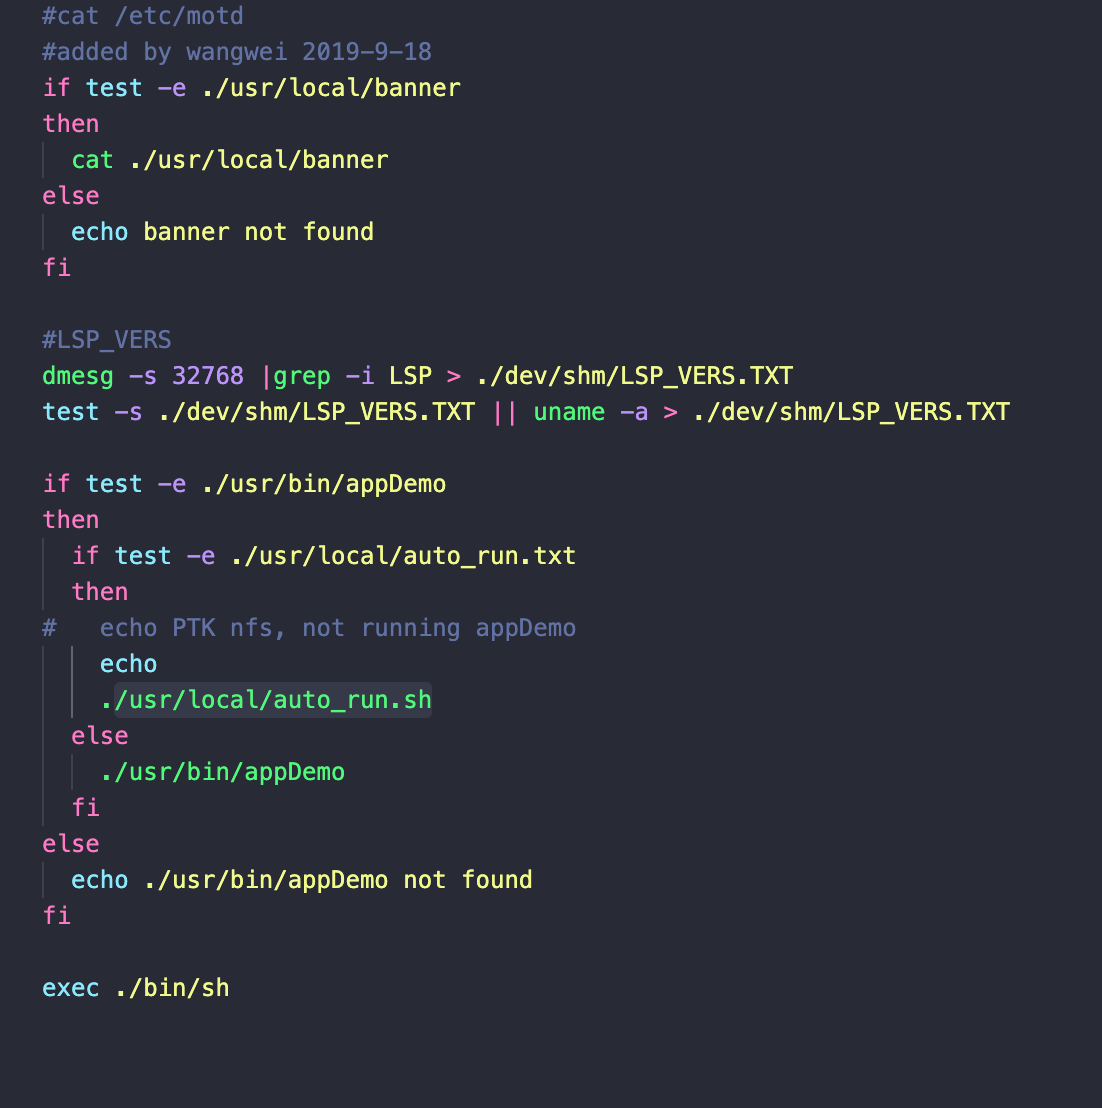 #cat /etc/motd
#added by wangwei 2019-9-18
if test -e ./usr/local/banner
then
cat ./usr/local/banner
else
echo banner not found
fi
#LSP_VERS
dmesg -s 32768 |grep -i LSP > ./dev/shm/LSP_VERS.TXT
test -s ./dev/shm/LSP_VERS.TXT || uname -a > ./dev/shm/LSP_VERS.TXT
if test -e ./usr/bin/appDemo
then
if test -e ./usr/local/auto_run.txt
then
#   echo PTK nfs, not running appDemo
echo
./usr/local/auto_run.sh
else
./usr/bin/appDemo
fi
else
echo ./usr/bin/appDemo not found
fi
exec ./bin/sh